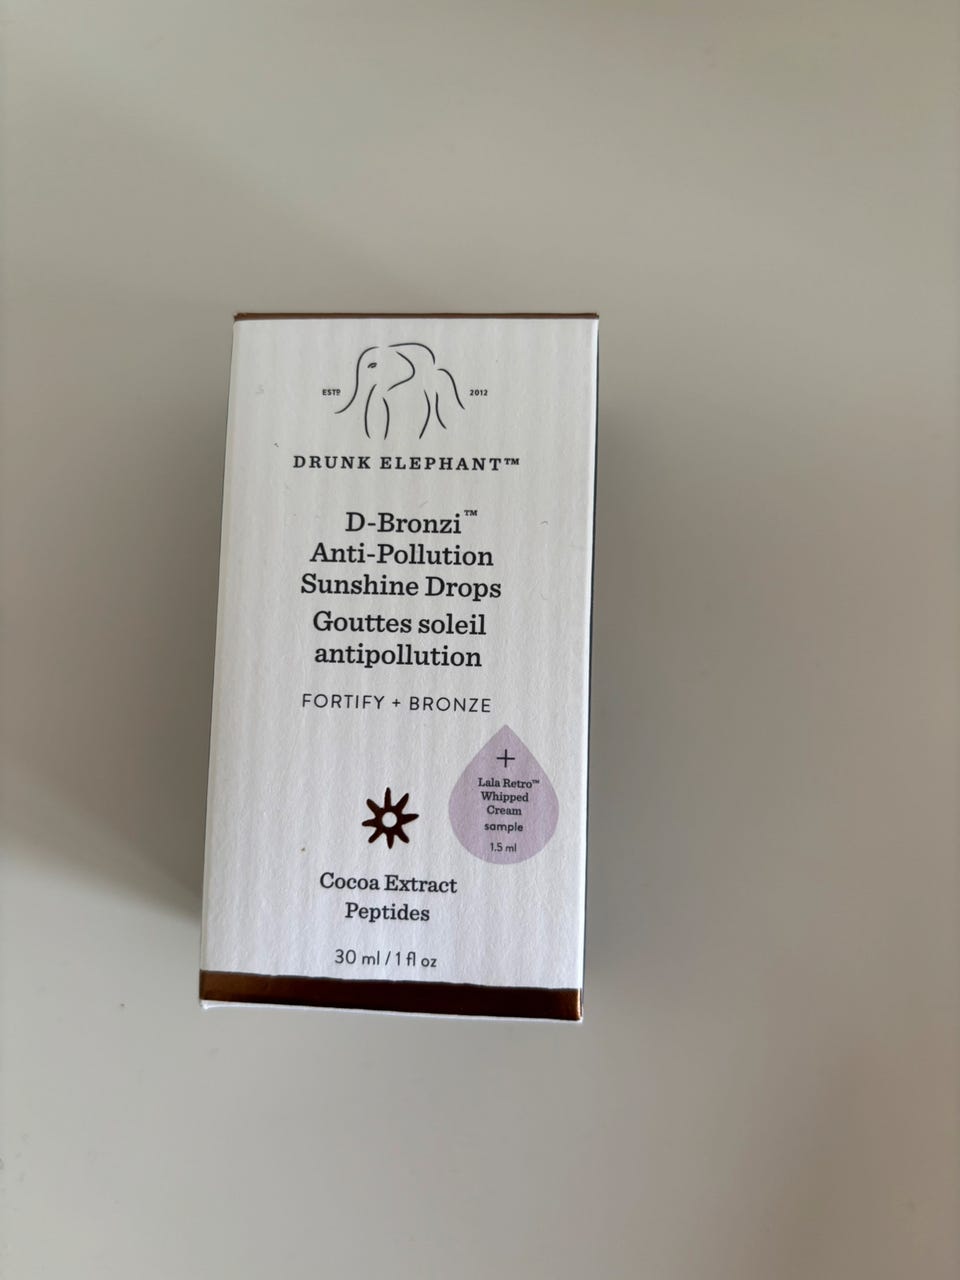 ESTD 2012
DRUNK ELEPHANT™
D-Bronzi™
Anti-Pollution
Sunshine Drops
Gouttes soleil
antipollution
FORTIFY + BRONZE
+
Lala Retro™
Whipped
Cream
sample
1.5 ml
Cocoa Extract
Peptides
30 ml / 1 fl oz